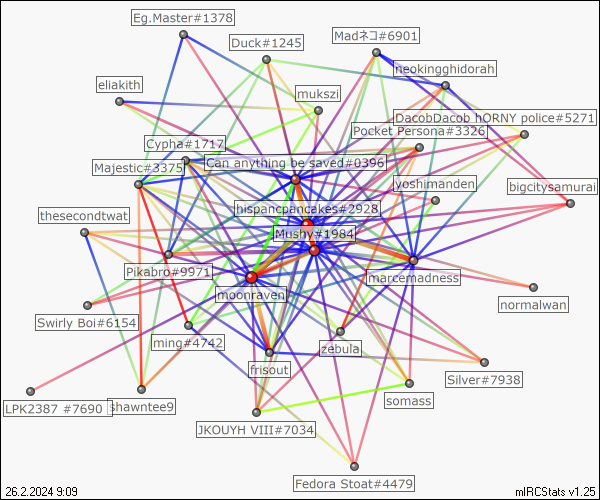 Eg.Master#1378
Duck#1245
Madネコ#6901
neokingghidorah
eliakith
mukszi
DacobDacob hORNY police#5271
Pocket Persona#3326
Cypha#1717
Can anything be saved#0396
Majestic#3375
yoshimanden
bigcitysamurai
hispancpancakes#2928
thesecondtwat
Mushy#1984
Pikabro#9971
marcemadness
moonraven
normalwan
Swirly Boi#6154
ming#4742
zebula
frisout
Silver#7938
LPK2387 #7690
shawntee9
somass
JKOUYH VIII#7034
Fedora Stoat#4479
26.2.2024 9:09
mIRCStats v1.25